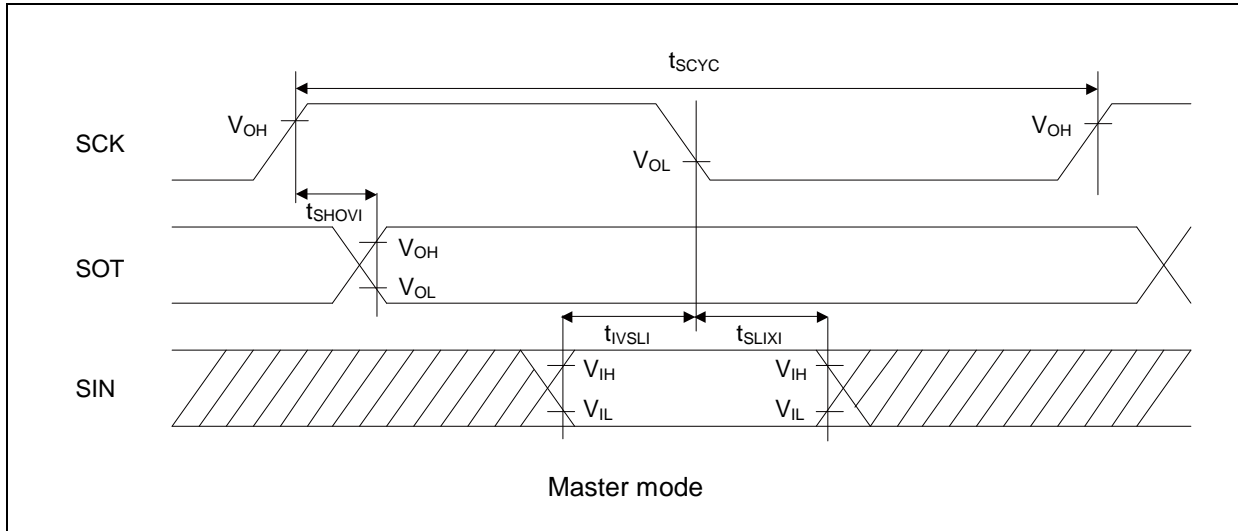 tSCYC
SCK
VOH
VOL
VOH
tSHOVI
SOT
VOH
VOL
tIVSLI
tSLIXI
SIN
VIH
VIL
VIH
VIL
Master mode